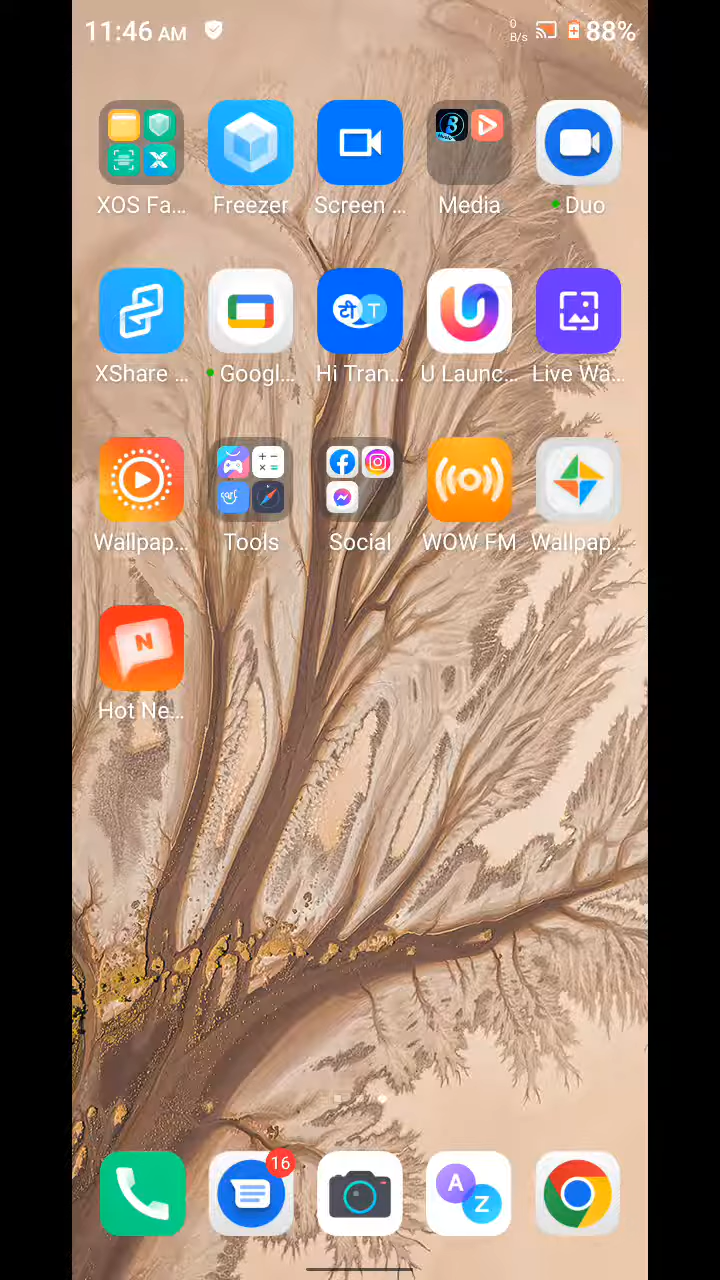 11:46 AM
0
B/s
88%
XOS Fa...
Freezer
Screen ...
Media
Duo
XShare ...
Googl...
Hi Tran...
U Launc...
Live Wa...
टी T
Wallpap...
Tools
Social
WOW FM
Wallpap...
N
Hot Ne...
16
A
Z